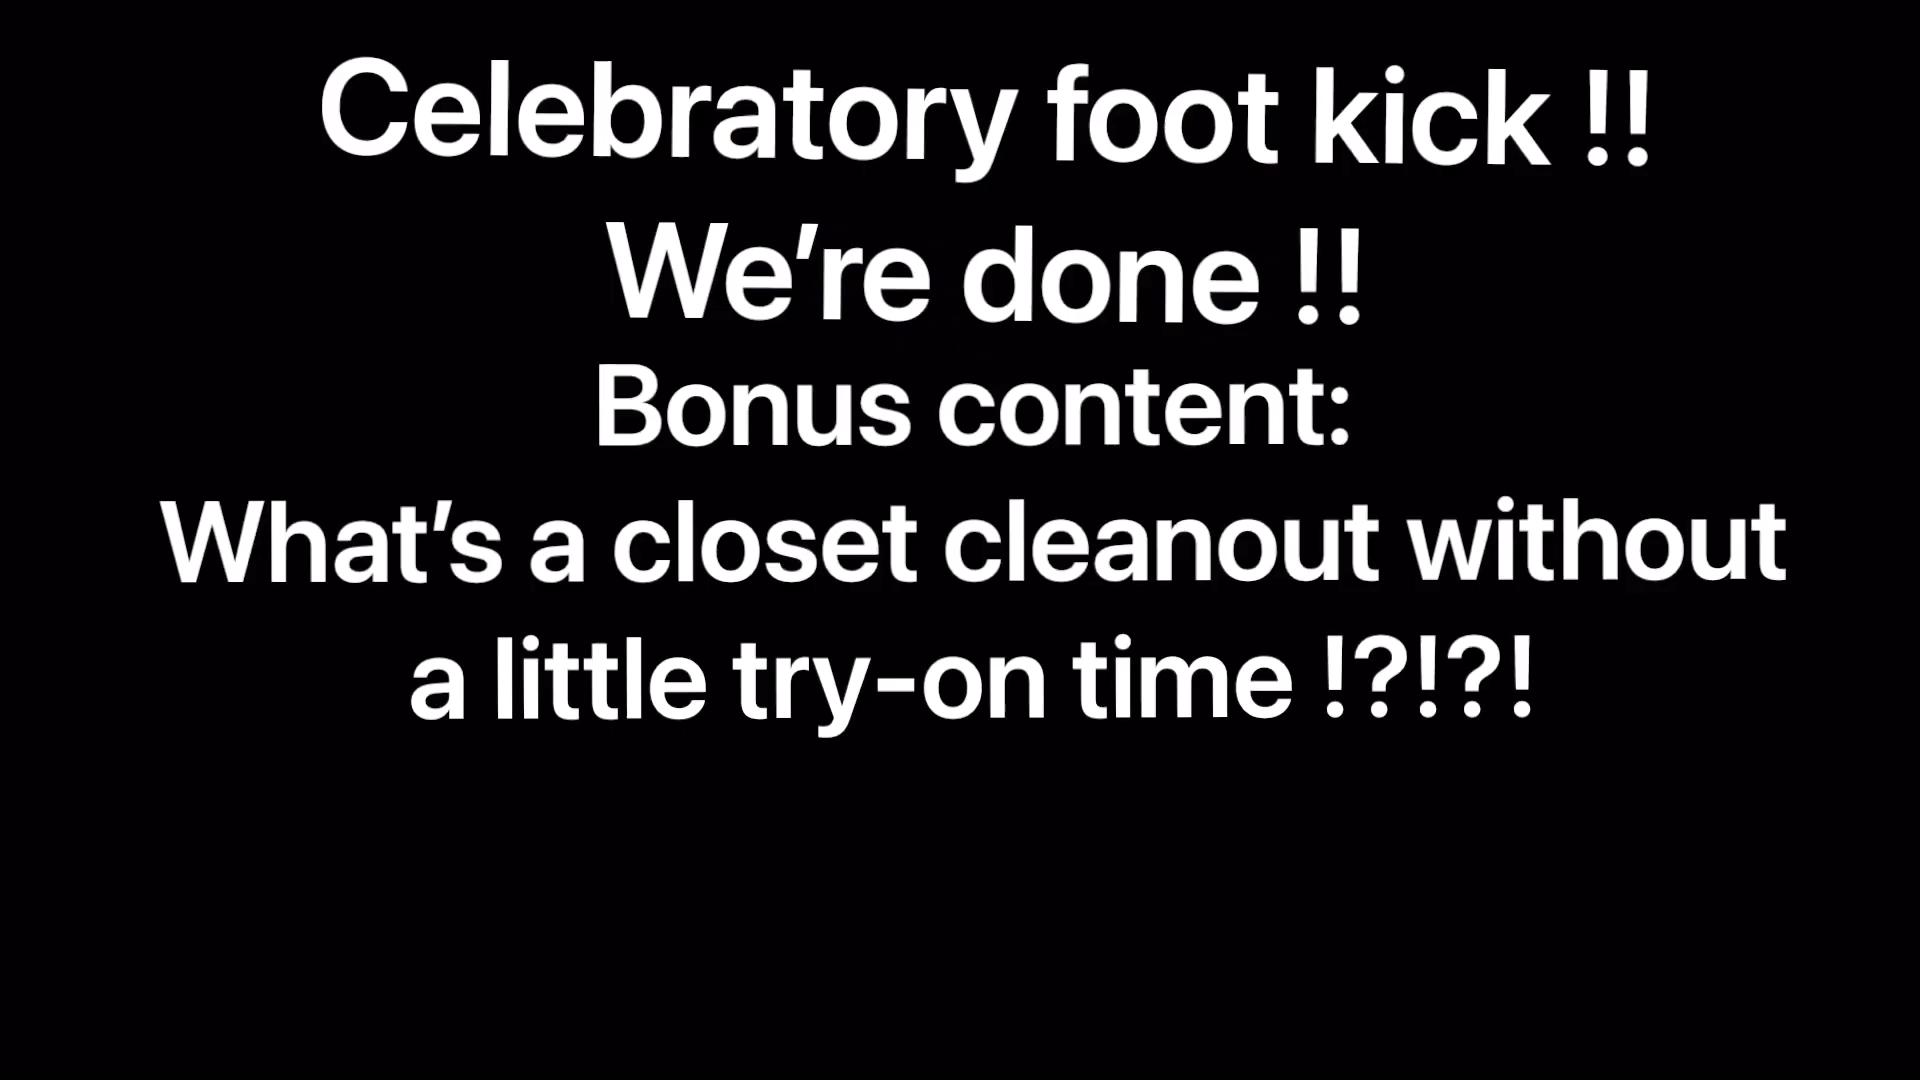 Celebratory foot kick !!
We’re done !!
Bonus content:
What’s a closet cleanout without
a little try-on time !?!?!